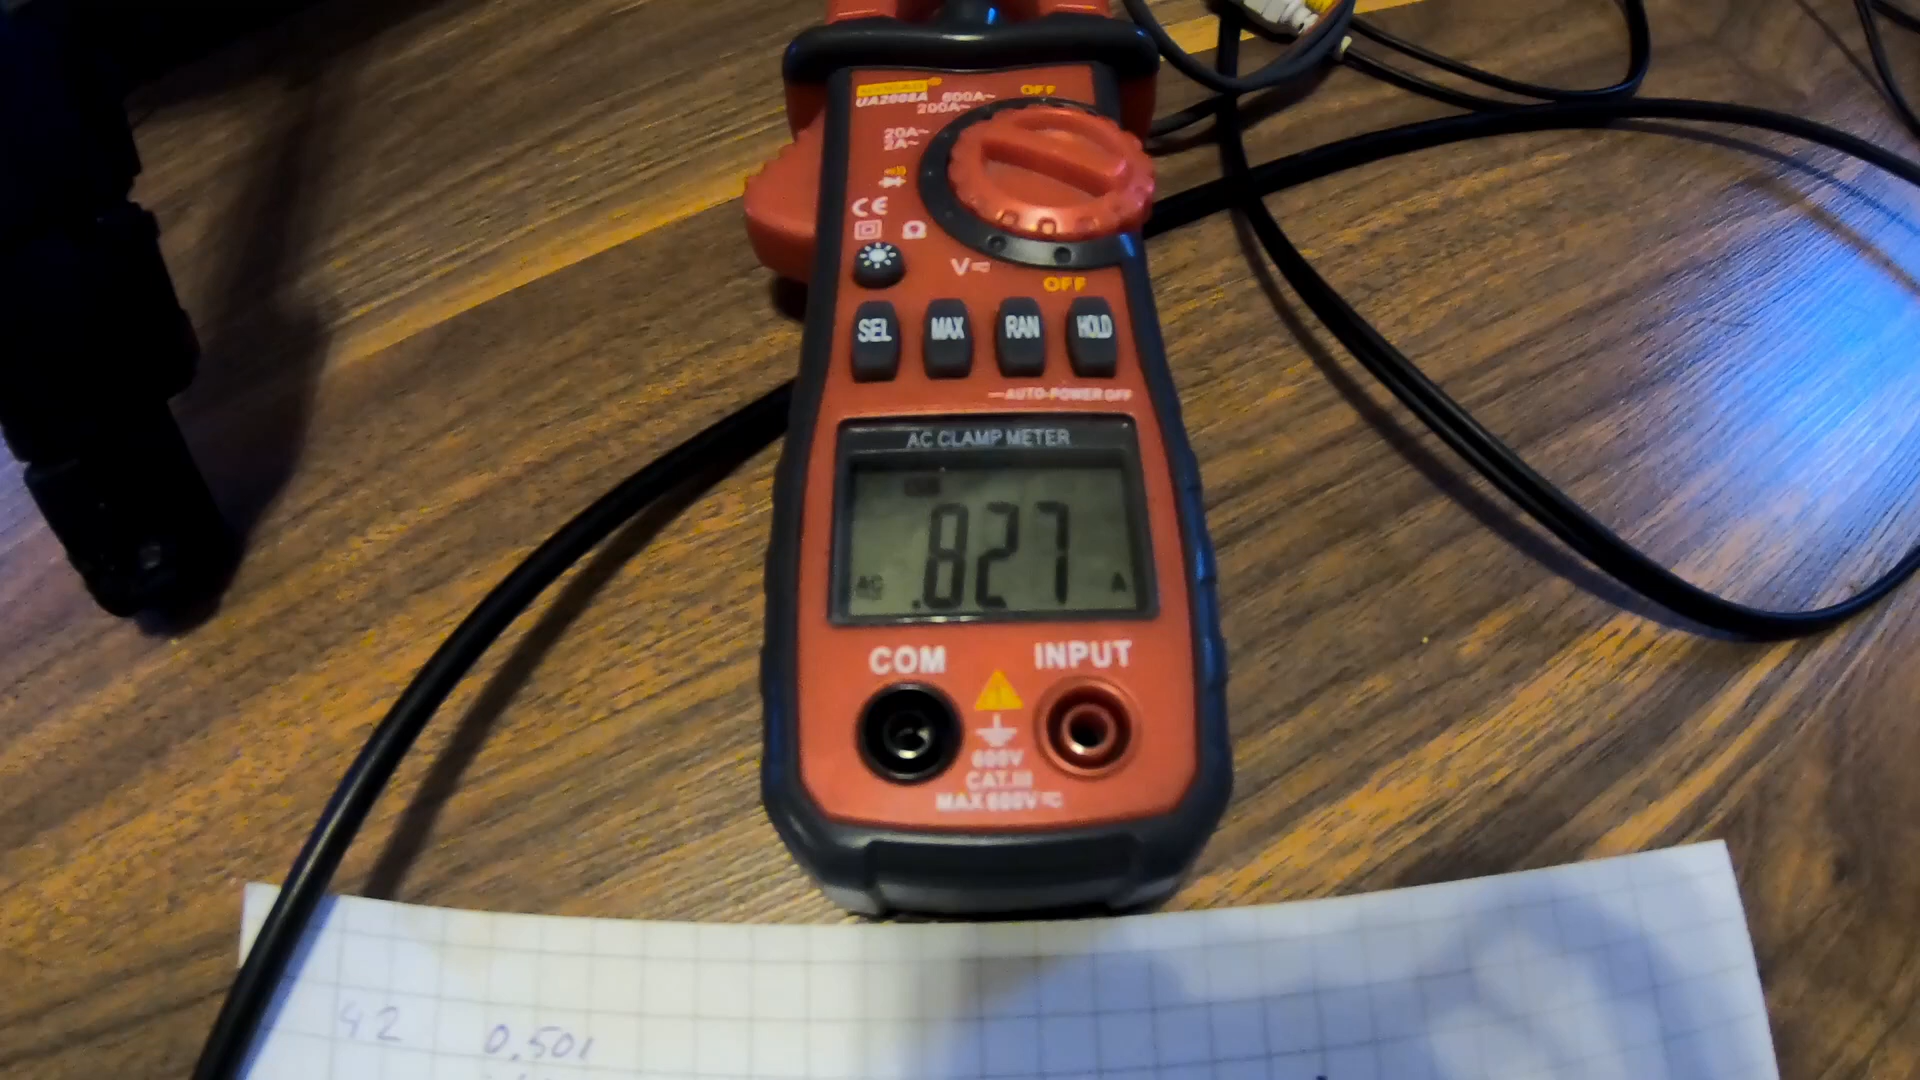 UA2008A 600A~ OFF
200A~
20A~
2A~
CE
Ω
V
OFF
SEL MAX RAN HOLD
AUTO-POWER OFF
AC CLAMP METER
.827
AC A
COM INPUT
600V
CAT.III
MAX 600V
42 0.501